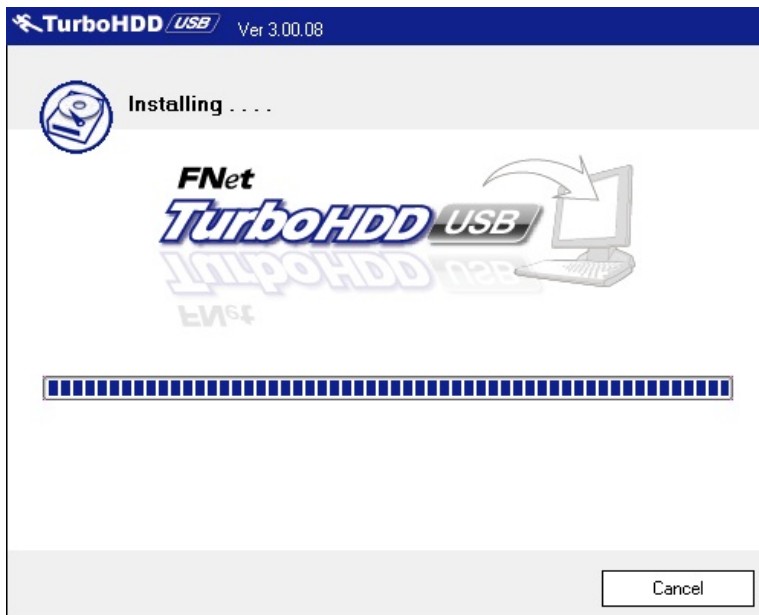 TurboHDD USB Ver 3.00.08
Installing . . . .
FNet
TurboHDD USB
Cancel